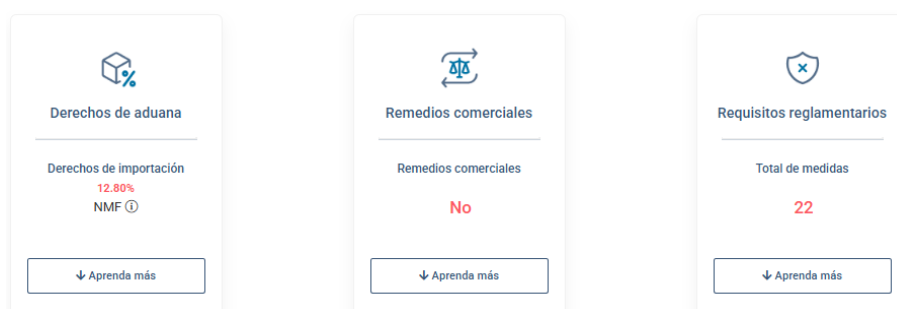 Derechos de aduana
Derechos de importación
12.80%
NMF
Aprenda más
Remedios comerciales
Remedios comerciales
No
Aprenda más
Requisitos reglamentarios
Total de medidas
22
Aprenda más